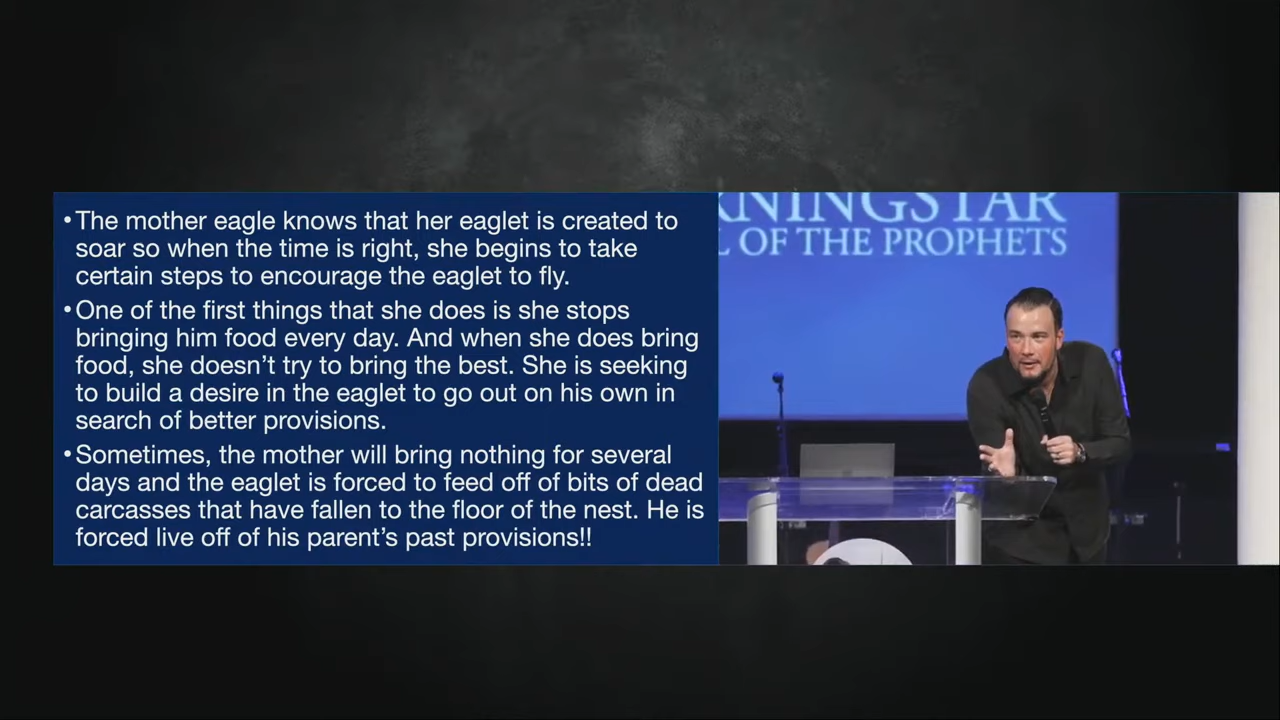 •The mother eagle knows that her eaglet is created to
soar so when the time is right, she begins to take
certain steps to encourage the eaglet to fly.
•One of the first things that she does is she stops
bringing him food every day. And when she does bring
food, she doesn’t try to bring the best. She is seeking
to build a desire in the eaglet to go out on his own in
search of better provisions.
•Sometimes, the mother will bring nothing for several
days and the eaglet is forced to feed off of bits of dead
carcasses that have fallen to the floor of the nest. He is
forced live off of his parent’s past provisions!!
RNINGSTAR
L OF THE PROPHETS